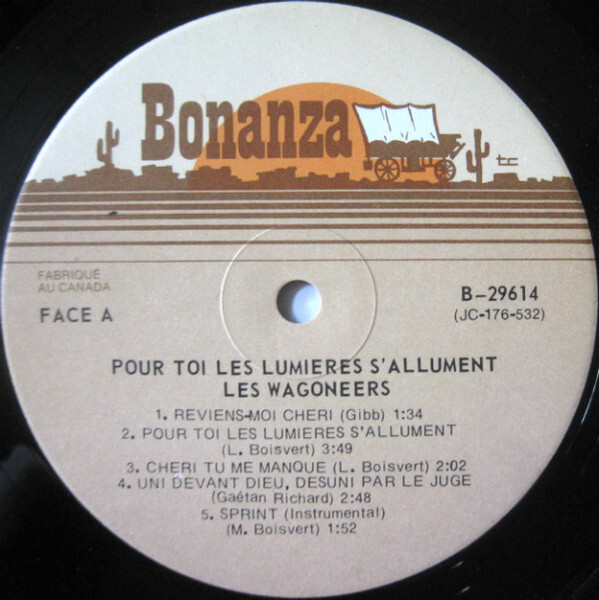 Bonanza
tc
FABRIQUÉ
AU CANADA
FACE A
B-29614
(JC-176-532)
POUR TOI LES LUMIERES S'ALLUMENT
LES WAGONEERS
1. REVIENS-MOI CHERI (Gibb) 1:34
2. POUR TOI LES LUMIERES S'ALLUMENT
(L. Boisvert) 3:49
3. CHERI TU ME MANQUE (L. Boisvert) 2:02
4. UNI DEVANT DIEU, DESUNI PAR LE JUGE
(Gaétan Richard) 2:48
5. SPRINT (Instrumental)
(M. Boisvert) 1:52